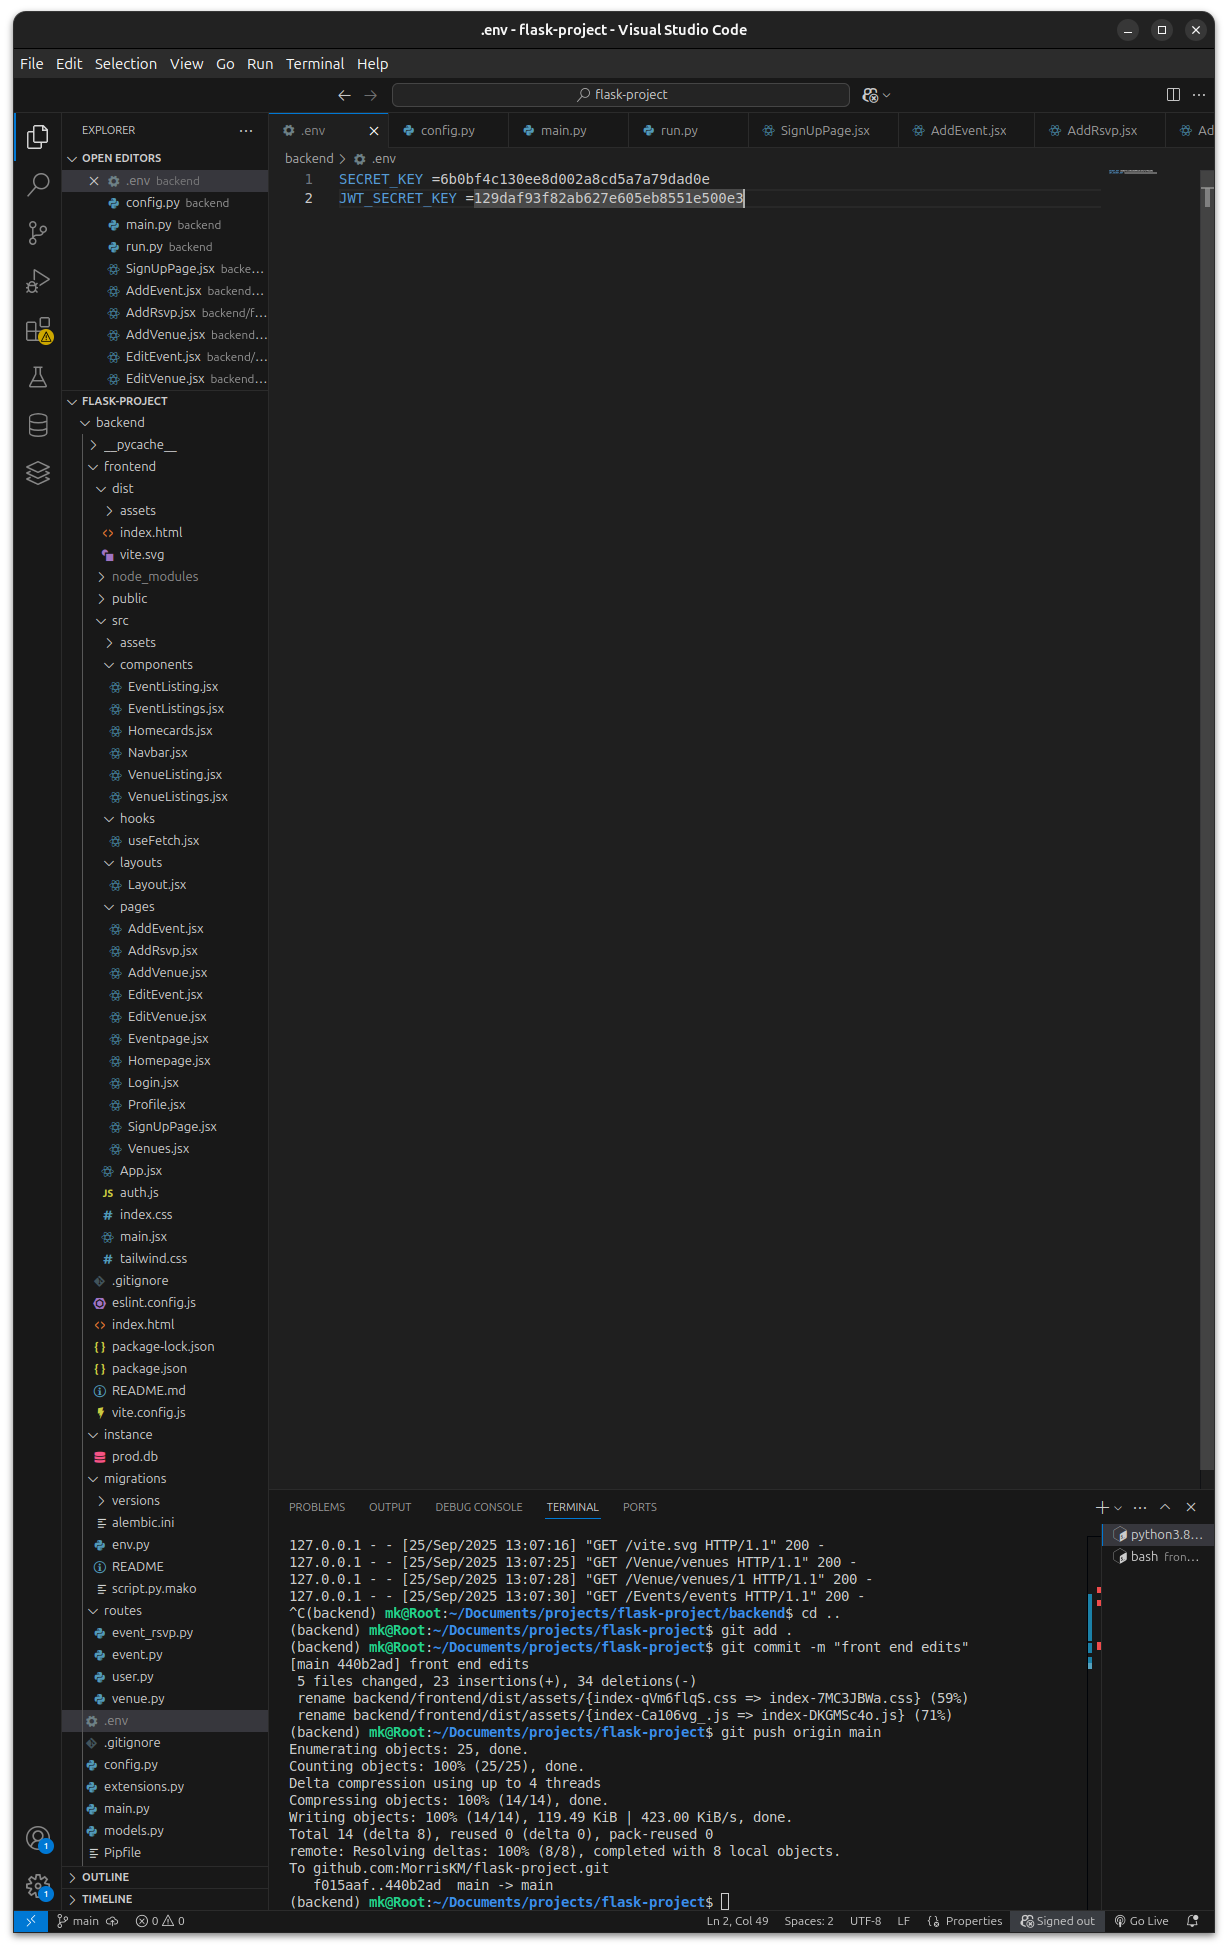 .env - flask-project - Visual Studio Code
File Edit Selection View Go Run Terminal Help
flask-project
EXPLORER
.env
config.py
main.py
run.py
SignUpPage.jsx
AddEvent.jsx
AddRsvp.jsx
Ad
OPEN EDITORS
.env backend
config.py backend
main.py backend
run.py backend
SignUpPage.jsx backe...
AddEvent.jsx backend...
AddRsvp.jsx backend/f...
AddVenue.jsx backend...
EditEvent.jsx backend/...
EditVenue.jsx backend...
FLASK-PROJECT
backend
__pycache__
frontend
dist
assets
index.html
vite.svg
node_modules
public
src
assets
components
EventListing.jsx
EventListings.jsx
Homecards.jsx
Navbar.jsx
VenueListing.jsx
VenueListings.jsx
hooks
useFetch.jsx
layouts
Layout.jsx
pages
AddEvent.jsx
AddRsvp.jsx
AddVenue.jsx
EditEvent.jsx
EditVenue.jsx
Eventpage.jsx
Homepage.jsx
Login.jsx
Profile.jsx
SignUpPage.jsx
Venues.jsx
App.jsx
JS auth.js
# index.css
main.jsx
# tailwind.css
.gitignore
eslint.config.js
index.html
package-lock.json
package.json
README.md
vite.config.js
instance
prod.db
migrations
versions
alembic.ini
env.py
README
script.py.mako
routes
event_rsvp.py
event.py
user.py
venue.py
.env
.gitignore
config.py
extensions.py
main.py
models.py
Pipfile
OUTLINE
TIMELINE
backend > .env
1 SECRET_KEY =6b0bf4c130ee8d002a8cd5a7a79dad0e
2 JWT_SECRET_KEY =129daf93f82ab627e605eb8551e500e3
PROBLEMS OUTPUT DEBUG CONSOLE TERMINAL PORTS
python3.8...
bash fron...
127.0.0.1 - - [25/Sep/2025 13:07:16] "GET /vite.svg HTTP/1.1" 200 -
127.0.0.1 - - [25/Sep/2025 13:07:25] "GET /Venue/venues HTTP/1.1" 200 -
127.0.0.1 - - [25/Sep/2025 13:07:28] "GET /Venue/venues/1 HTTP/1.1" 200 -
127.0.0.1 - - [25/Sep/2025 13:07:30] "GET /Events/events HTTP/1.1" 200 -
^C(backend) mk@Root:~/Documents/projects/flask-project/backend$ cd ..
(backend) mk@Root:~/Documents/projects/flask-project$ git add .
(backend) mk@Root:~/Documents/projects/flask-project$ git commit -m "front end edits"
[main 440b2ad] front end edits
5 files changed, 23 insertions(+), 34 deletions(-)
rename backend/frontend/dist/assets/{index-qVm6flqS.css => index-7MC3JBWa.css} (59%)
rename backend/frontend/dist/assets/{index-Ca106vg_.js => index-DKGMSc4o.js} (71%)
(backend) mk@Root:~/Documents/projects/flask-project$ git push origin main
Enumerating objects: 25, done.
Counting objects: 100% (25/25), done.
Delta compression using up to 4 threads
Compressing objects: 100% (14/14), done.
Writing objects: 100% (14/14), 119.49 KiB | 423.00 KiB/s, done.
Total 14 (delta 8), reused 0 (delta 0), pack-reused 0
remote: Resolving deltas: 100% (8/8), completed with 8 local objects.
To github.com:MorrisKM/flask-project.git
f015aaf..440b2ad main -> main
(backend) mk@Root:~/Documents/projects/flask-project$
1
1
main 0 0 Ln 2, Col 49 Spaces: 2 UTF-8 LF Properties Signed out Go Live